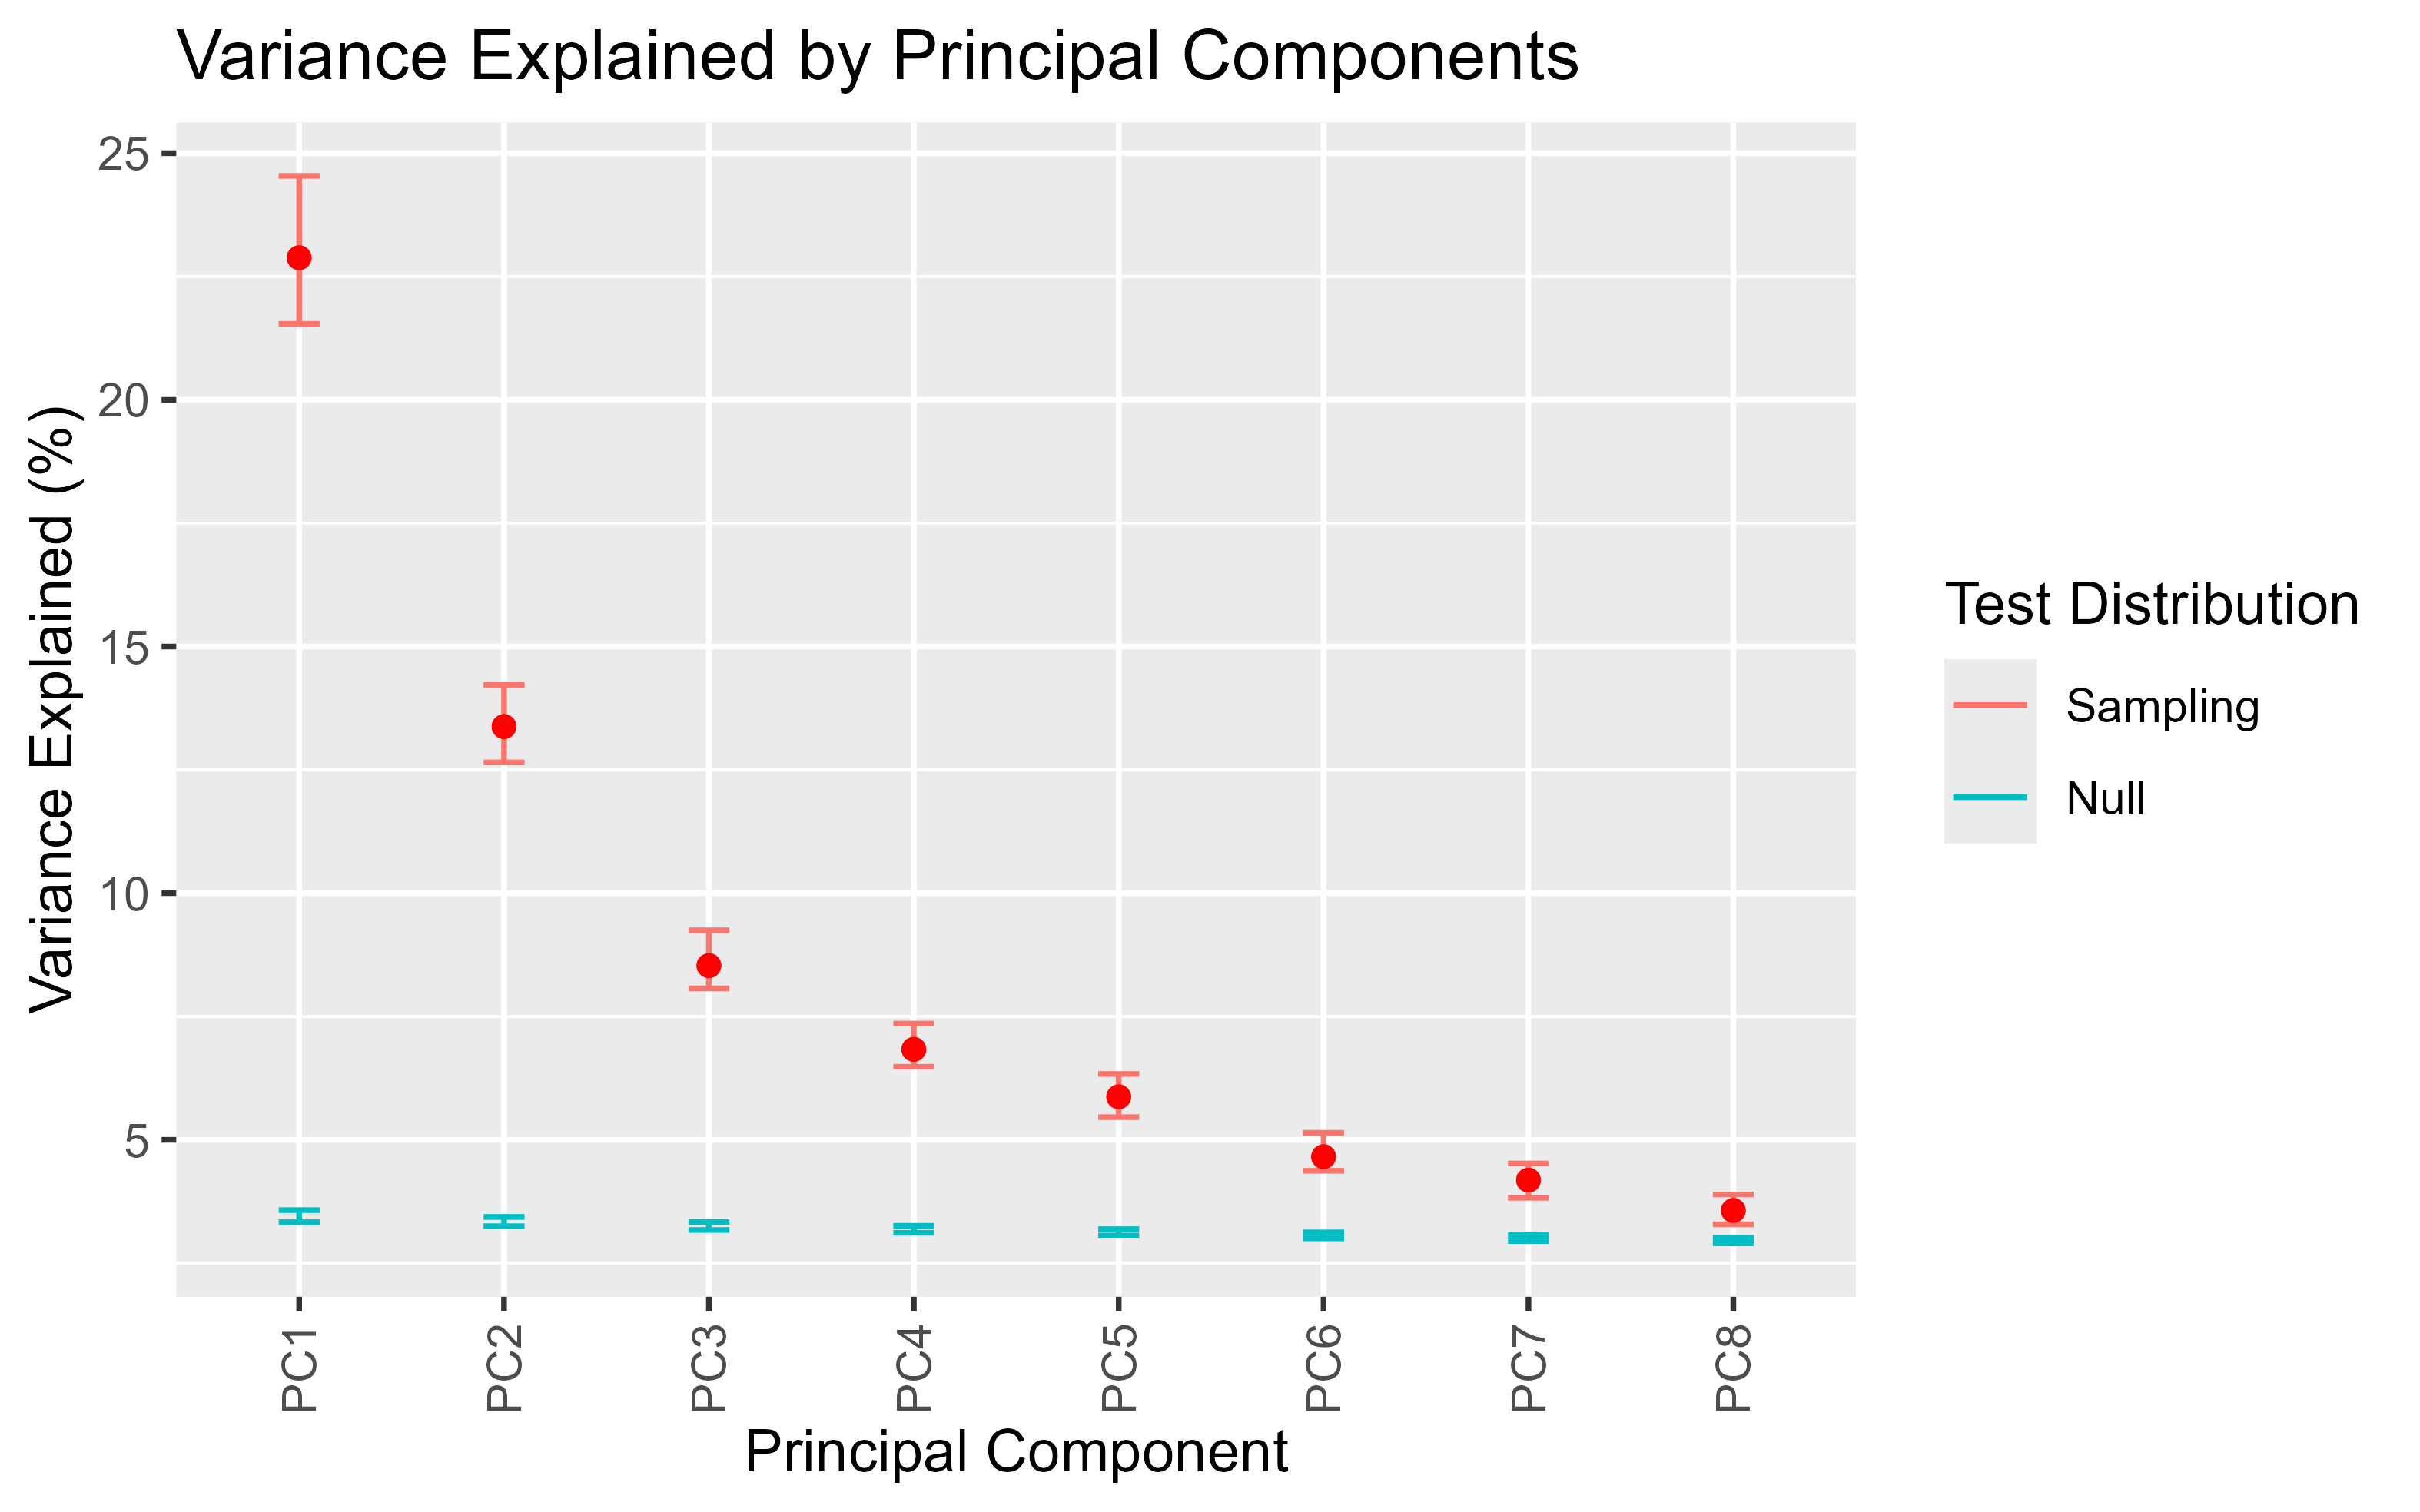 Variance Explained by Principal Components
Variance Explained (%)
25
20
15
10
5
PC1
PC2
PC3
PC4
PC5
PC6
PC7
PC8
Principal Component
Test Distribution
Sampling
Null